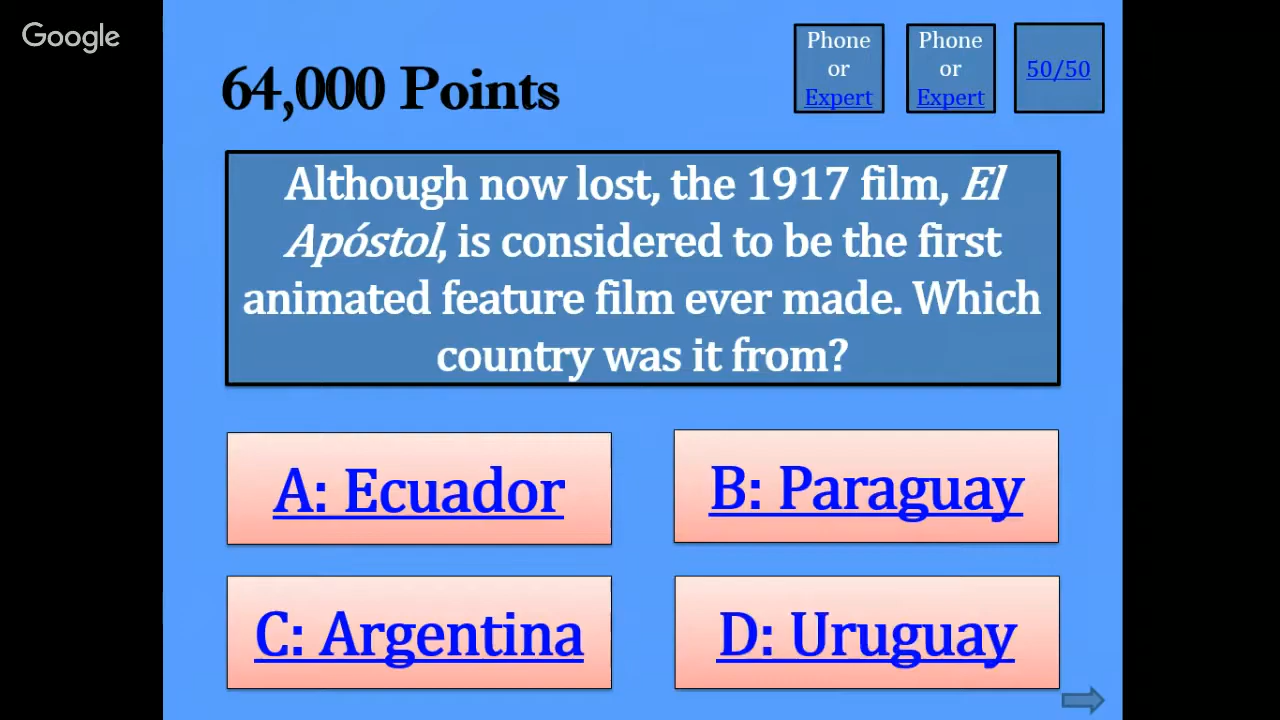 Google
64,000 Points
Phone
or
Expert
Phone
or
Expert
50/50
Although now lost, the 1917 film, El
Apóstol, is considered to be the first
animated feature film ever made. Which
country was it from?
A: Ecuador
B: Paraguay
C: Argentina
D: Uruguay